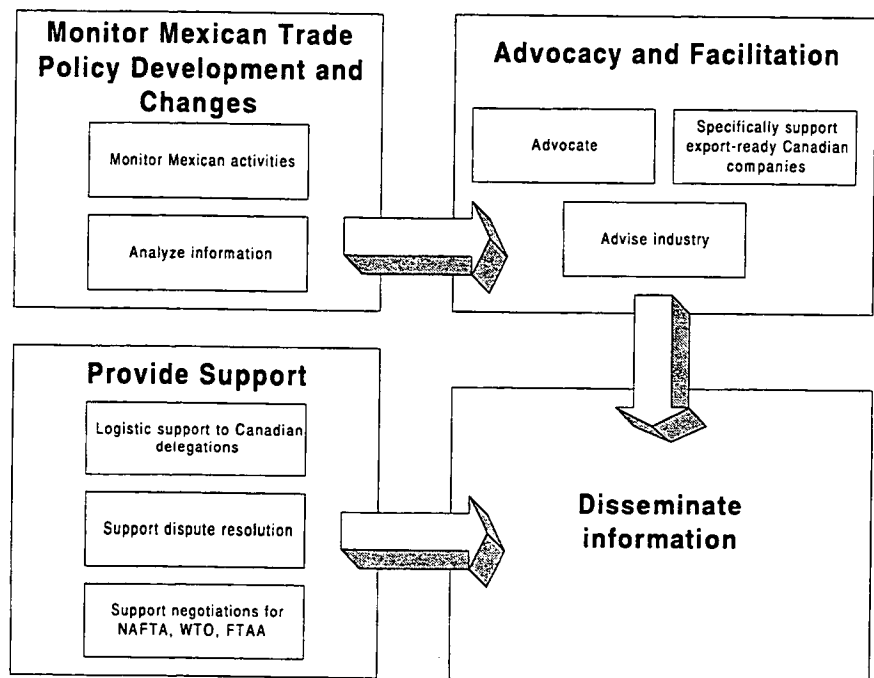 Monitor Mexican Trade
Policy Development and
Changes
Monitor Mexican activities
Analyze information
Advocacy and Facilitation
Advocate
Specifically support
export-ready Canadian
companies
Advise industry
Provide Support
Logistic support to Canadian
delegations
Support dispute resolution
Support negotiations for
NAFTA, WTO, FTAA
Disseminate
information